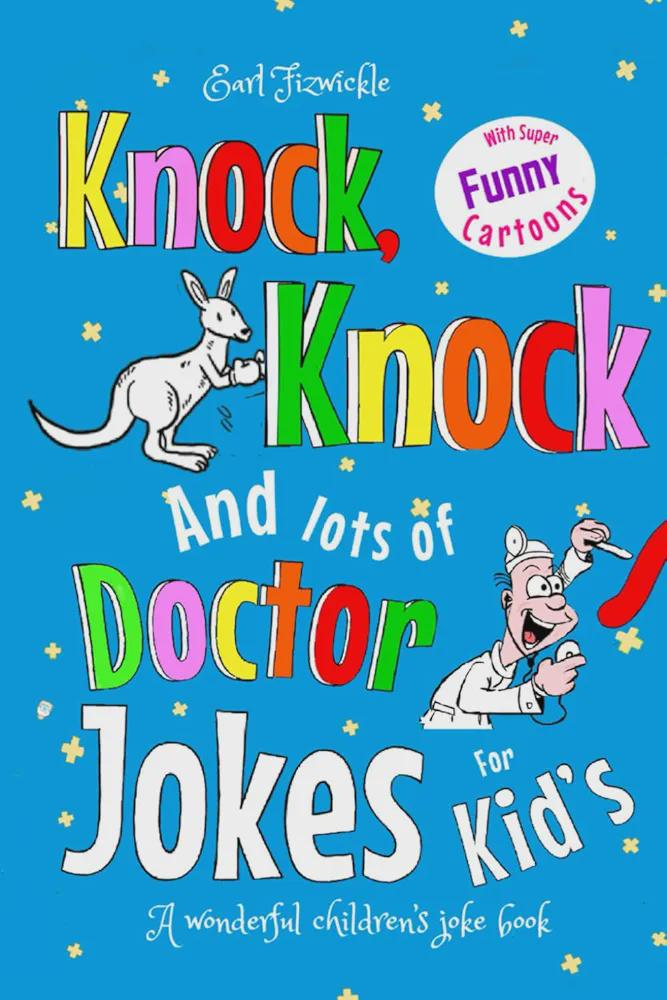 Earl Fizwickle
Knock,
With Super
Funny
Cartoons
Knock
And lots of
Doctor
Jokes
For
Kid's
A wonderful children's joke book